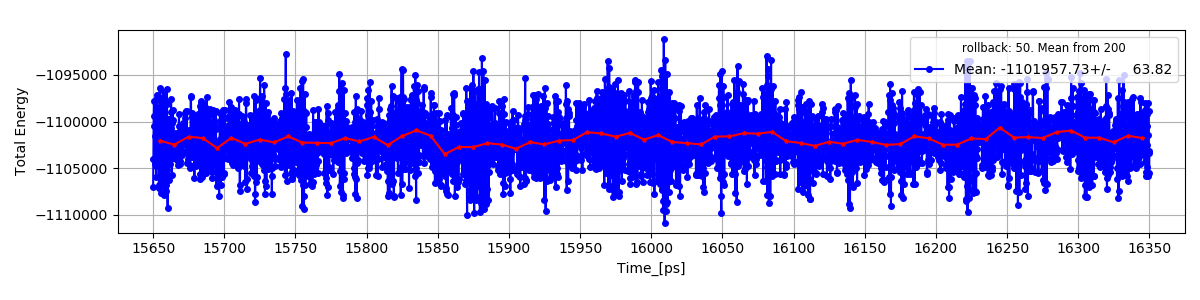 rollback: 50. Mean from 200
Mean: -1101957.73+/- 63.82
Total Energy
−1095000
−1100000
−1105000
−1110000
15650 15700 15750 15800 15850 15900 15950 16000 16050 16100 16150 16200 16250 16300 16350
Time_[ps]